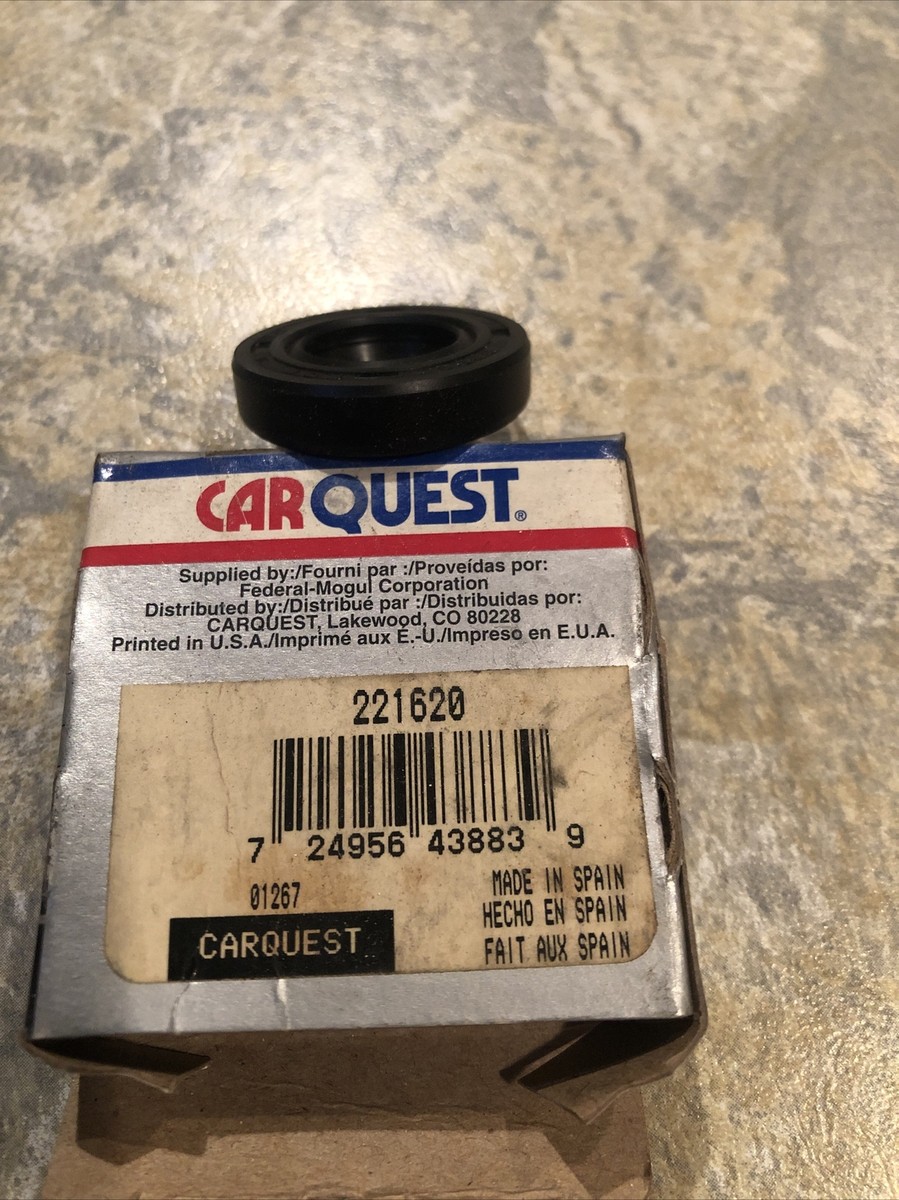 CARQUEST®
Supplied by:/Fourni par :/Proveídas por:
Federal-Mogul Corporation
Distributed by:/Distribué par :/Distribuidas por:
CARQUEST, Lakewood, CO 80228
Printed in U.S.A./Imprimé aux É.-U./Impreso en E.U.A.
221620
7 24956 43883 9
01267
MADE IN SPAIN
HECHO EN SPAIN
CARQUEST
FAIT AUX SPAIN